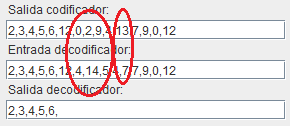 Salida codificador:
2,3,4,5,6,12,0,2,9,4,13,7,9,0,12
Entrada decodificador:
2,3,4,5,6,12,4,14,5,4,7,7,9,0,12
Salida decodificador:
2,3,4,5,6,